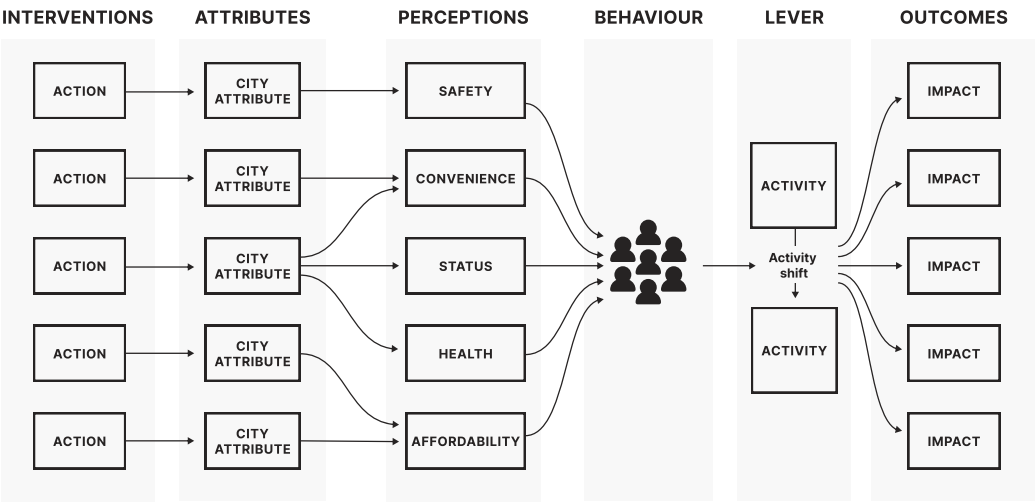 INTERVENTIONS ATTRIBUTES PERCEPTIONS BEHAVIOUR LEVER OUTCOMES
ACTION
ACTION
ACTION
ACTION
ACTION
CITY
ATTRIBUTE
CITY
ATTRIBUTE
CITY
ATTRIBUTE
CITY
ATTRIBUTE
CITY
ATTRIBUTE
SAFETY
CONVENIENCE
STATUS
HEALTH
AFFORDABILITY
ACTIVITY
Activity
shift
ACTIVITY
IMPACT
IMPACT
IMPACT
IMPACT
IMPACT